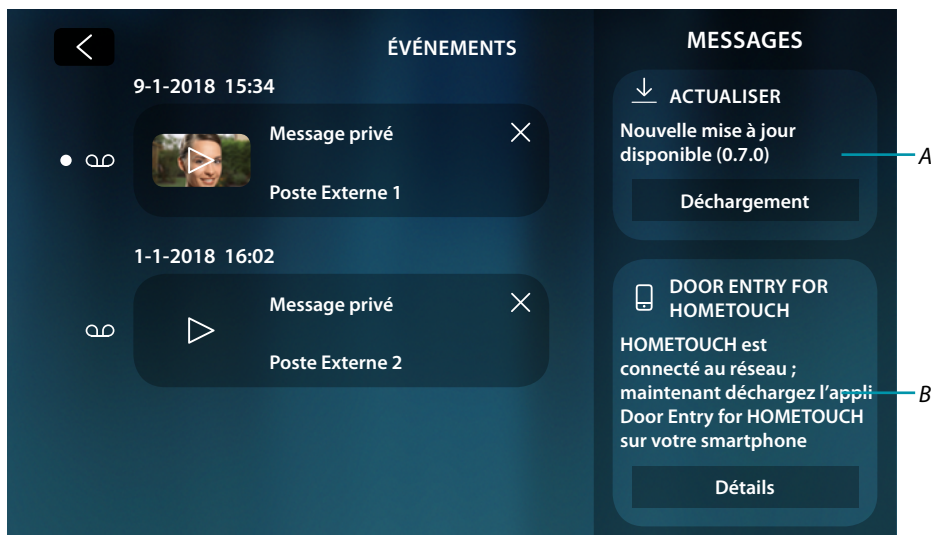 ÉVÉNEMENTS
9-1-2018 15:34
Message privé
Poste Externe 1
1-1-2018 16:02
Message privé
Poste Externe 2
MESSAGES
ACTUALISER
Nouvelle mise à jour
disponible (0.7.0)
Déchargement
A
DOOR ENTRY FOR
HOMETOUCH
HOMETOUCH est
connecté au réseau ;
maintenant déchargez l'appli
Door Entry for HOMETOUCH
sur votre smartphone
Détails
B